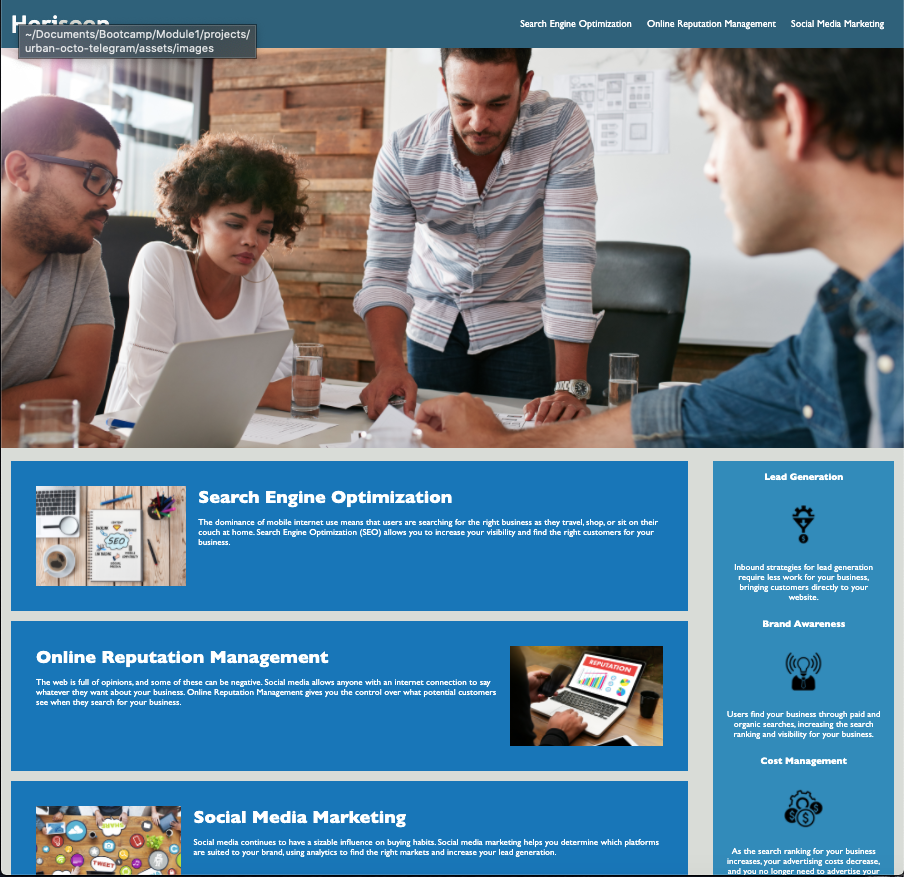 Horiseon
~/Documents/Bootcamp/Module1/projects/
urban-octo-telegram/assets/images
Search Engine Optimization
Online Reputation Management
Social Media Marketing
Search Engine Optimization
The dominance of mobile internet use means that users are searching for the right business as they travel, shop, or sit on their
couch at home. Search Engine Optimization (SEO) allows you to increase your visibility and find the right customers for your
business.
SEO
Online Reputation Management
The web is full of opinions, and some of these can be negative. Social media allows anyone with an internet connection to say
whatever they want about your business. Online Reputation Management gives you the control over what potential customers
see when they search for your business.
REPUTATION
Social Media Marketing
Social media continues to have a sizable influence on buying habits. Social media marketing helps you determine which platforms
are suited to your brand, using analytics to find the right markets and increase your lead generation.
TWEET
Lead Generation
Inbound strategies for lead generation
require less work for your business,
bringing customers directly to your
website.
Brand Awareness
Users find your business through paid and
organic searches, increasing the search
ranking and visibility for your business.
Cost Management
As the search ranking for your business
increases, your advertising costs decrease,
and you no longer need to advertise your